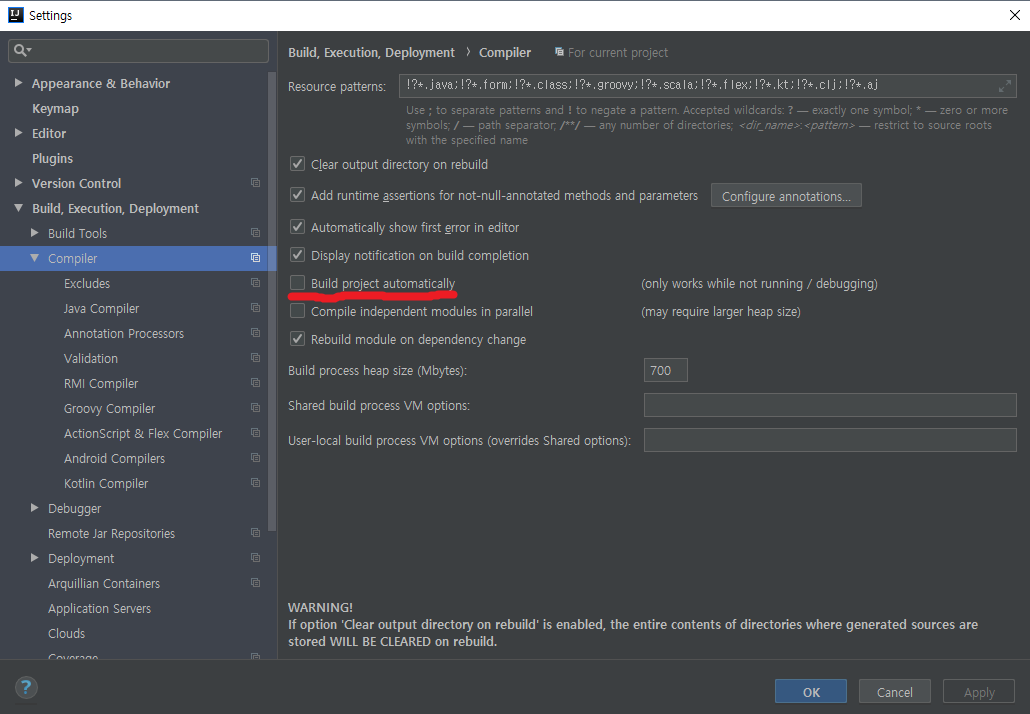 Settings
Build, Execution, Deployment › Compiler For current project
Appearance & Behavior
Keymap
Editor
Plugins
Version Control
Build, Execution, Deployment
Build Tools
Compiler
Excludes
Java Compiler
Annotation Processors
Validation
RMI Compiler
Groovy Compiler
ActionScript & Flex Compiler
Android Compilers
Kotlin Compiler
Debugger
Remote Jar Repositories
Deployment
Arquillian Containers
Application Servers
Clouds
Coverage
Resource patterns: !?*.java;!?*.form;!?*.class;!?*.groovy;!?*.scala;!?*.flex;!?*.kt;!?*.clj;!?*.aj
Use ; to separate patterns and ! to negate a pattern. Accepted wildcards: ? — exactly one symbol; * — zero or more
symbols; / — path separator; /**/ — any number of directories; <dir_name>:<pattern> — restrict to source roots
with the specified name
Clear output directory on rebuild
Add runtime assertions for not-null-annotated methods and parameters Configure annotations...
Automatically show first error in editor
Display notification on build completion
Build project automatically (only works while not running / debugging)
Compile independent modules in parallel (may require larger heap size)
Rebuild module on dependency change
Build process heap size (Mbytes): 700
Shared build process VM options:
User-local build process VM options (overrides Shared options):
WARNING!
If option 'Clear output directory on rebuild' is enabled, the entire contents of directories where generated sources are
stored WILL BE CLEARED on rebuild.
? OK Cancel Apply